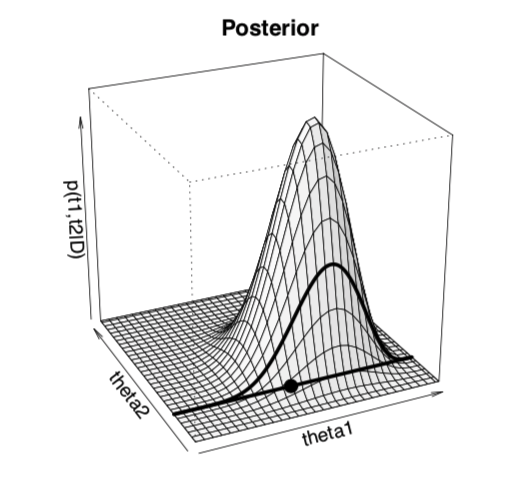 Posterior
p(t1,t2|D)
theta2
theta1